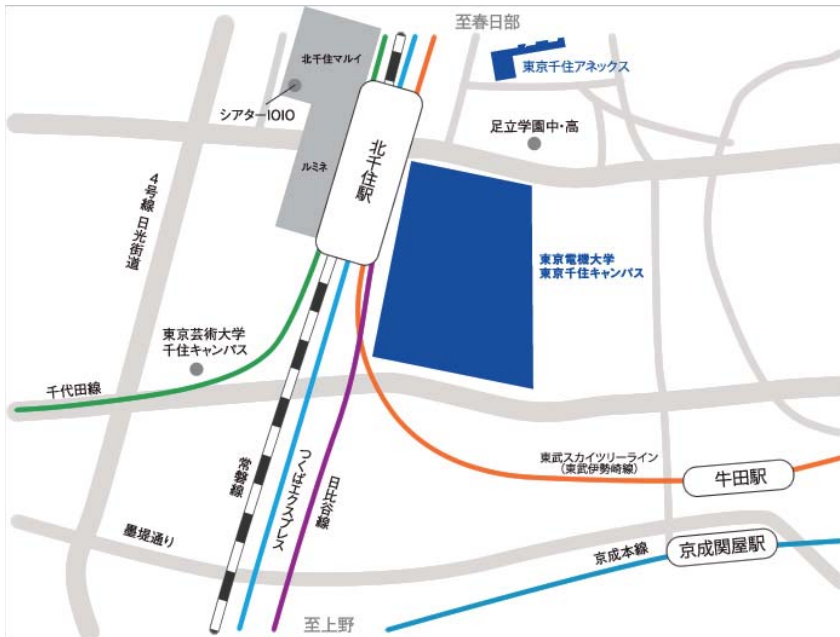 至春日部
北千住マルイ
東京千住アネックス
シアター1010
足立学園中・高
ルミネ
北千住駅
4号線 日光街道
東京電機大学
東京千住キャンパス
東京芸術大学
千住キャンパス
千代田線
東武スカイツリーライン
(東武伊勢崎線)
牛田駅
常磐線
つくばエクスプレス
日比谷線
墨堤通り
京成本線
京成関屋駅
至上野